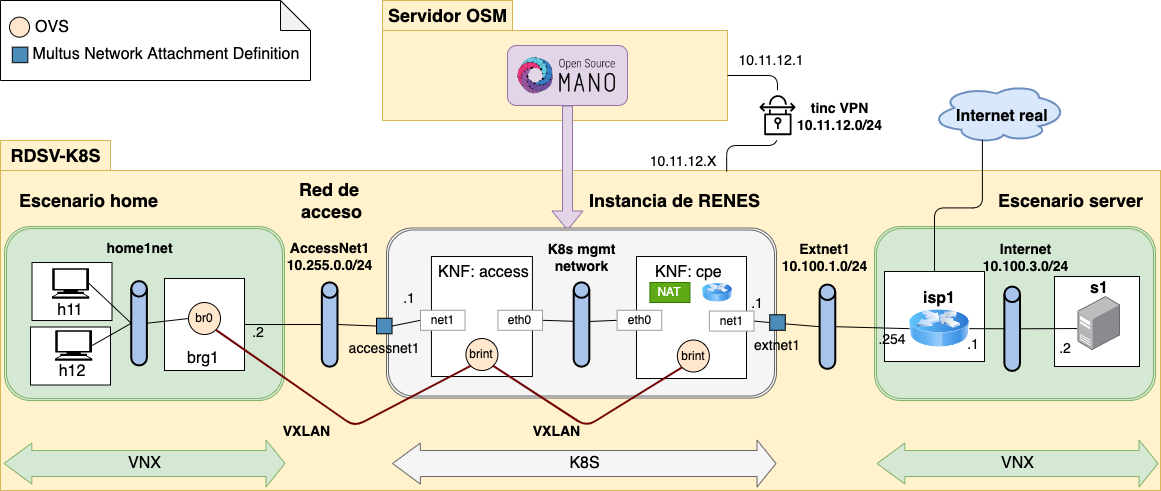 OVS
Multus Network Attachment Definition
Servidor OSM
Open Source
MANO
10.11.12.1
tinc VPN
10.11.12.0/24
10.11.12.X
Internet real
RDSV-K8S
Escenario home
Red de
acceso
Instancia de RENES
Escenario server
home1net
AccessNet1
10.255.0.0/24
K8s mgmt
network
Extnet1
10.100.1.0/24
Internet
10.100.3.0/24
h11
h12
br0
brg1
.2
.1
accessnet1
KNF: access
net1
eth0
brint
KNF: cpe
NAT
eth0
net1
brint
.1
extnet1
.254
isp1
.1
s1
.2
VXLAN
VXLAN
VNX
K8S
VNX